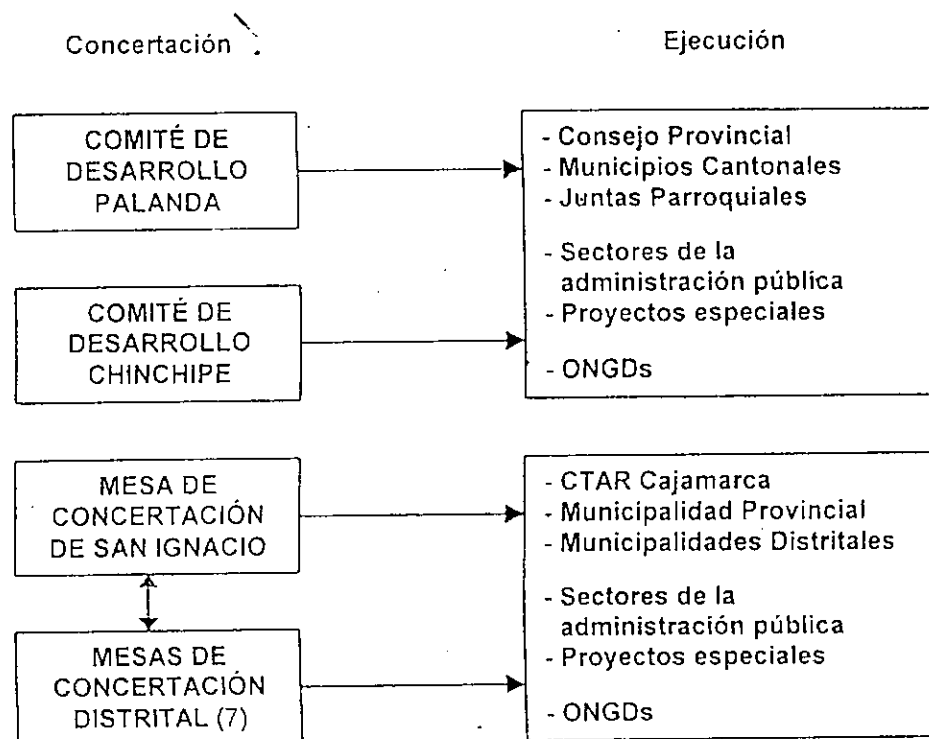 Concertación
Ejecución
COMITÉ DE
DESARROLLO
PALANDA
- Consejo Provincial
- Municipios Cantonales
- Juntas Parroquiales
- Sectores de la
administración pública
- Proyectos especiales
- ONGDs
COMITÉ DE
DESARROLLO
CHINCHIPE
MESA DE
CONCERTACIÓN
DE SAN IGNACIO
- CTAR Cajamarca
- Municipalidad Provincial
- Municipalidades Distritales
- Sectores de la
administración pública
- Proyectos especiales
- ONGDs
MESAS DE
CONCERTACIÓN
DISTRITAL (7)